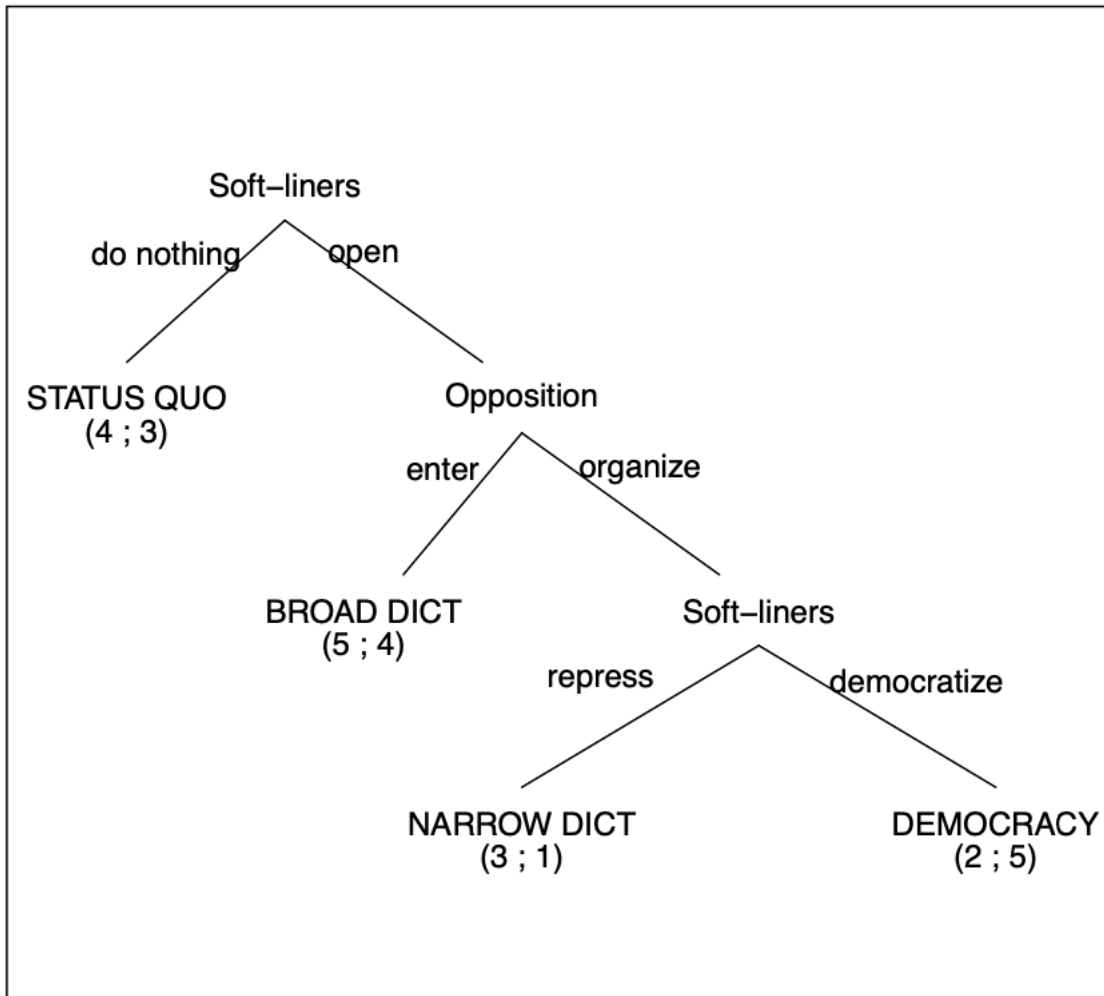 Soft–liners
do nothing
open
STATUS QUO
(4 ; 3)
Opposition
enter
organize
BROAD DICT
(5 ; 4)
Soft–liners
repress
democratize
NARROW DICT
(3 ; 1)
DEMOCRACY
(2 ; 5)